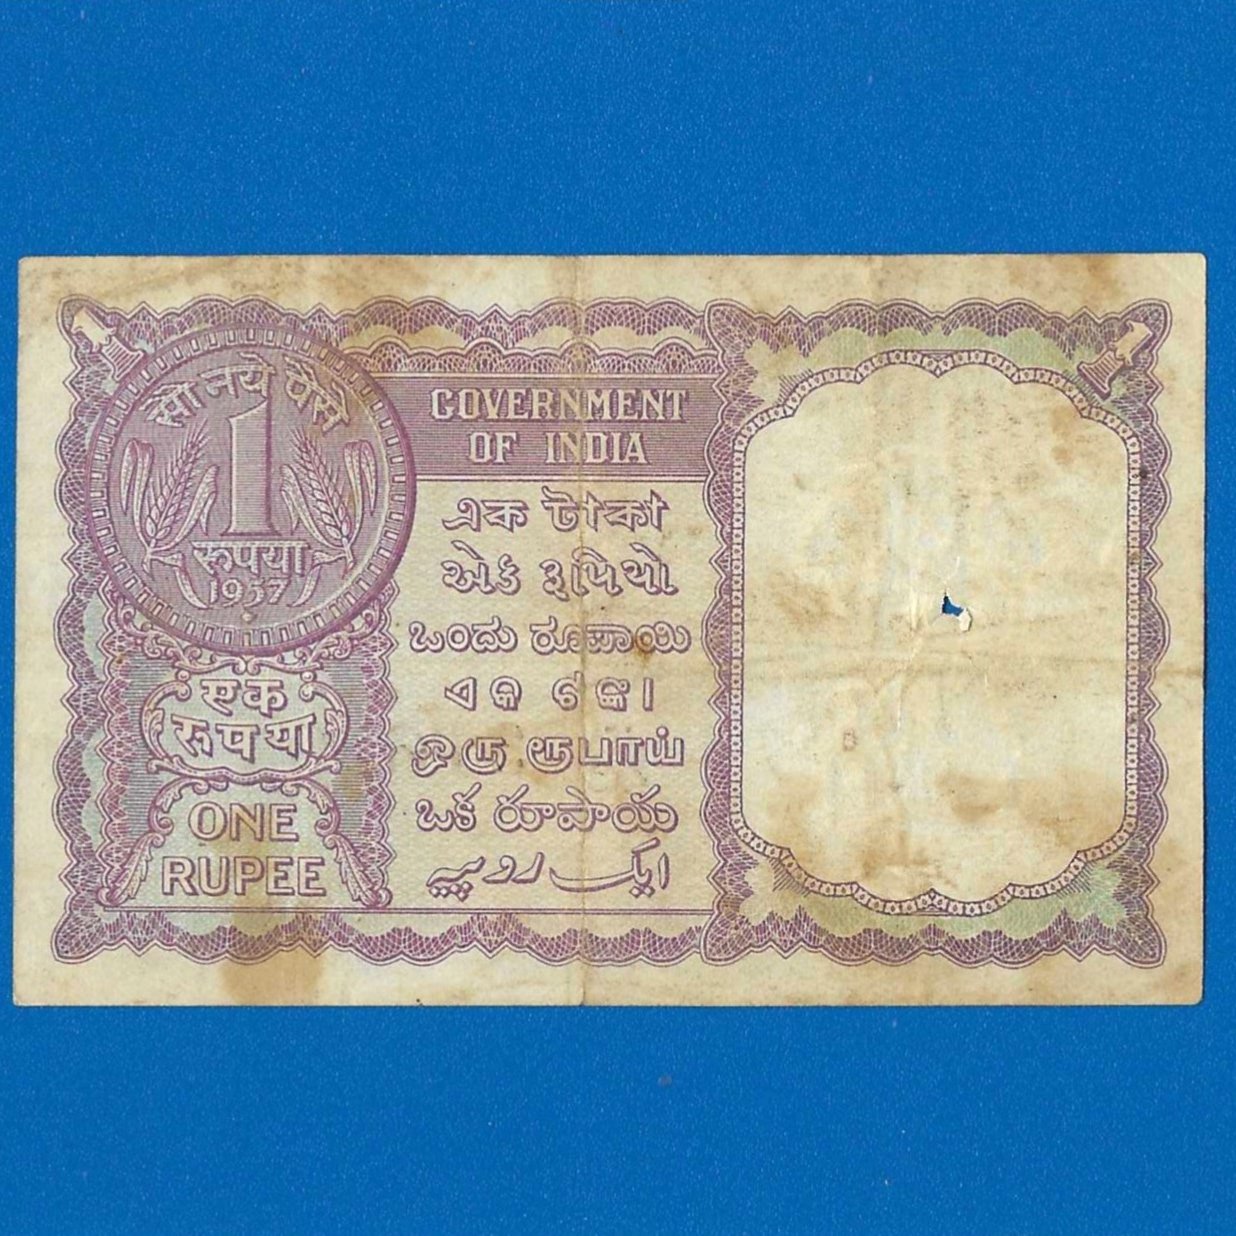 सौ नये पैसे
1
रूपया
1957
एक
रूपया
ONE
RUPEE
GOVERNMENT
OF INDIA
এক টাকা
એક રૂપિયો
ಒಂದು ರೂಪಾಯಿ
ଏକ ଟଙ୍କା
ஒரு ரூபாய்
ఒక రూపాయ
ایک روپیہ